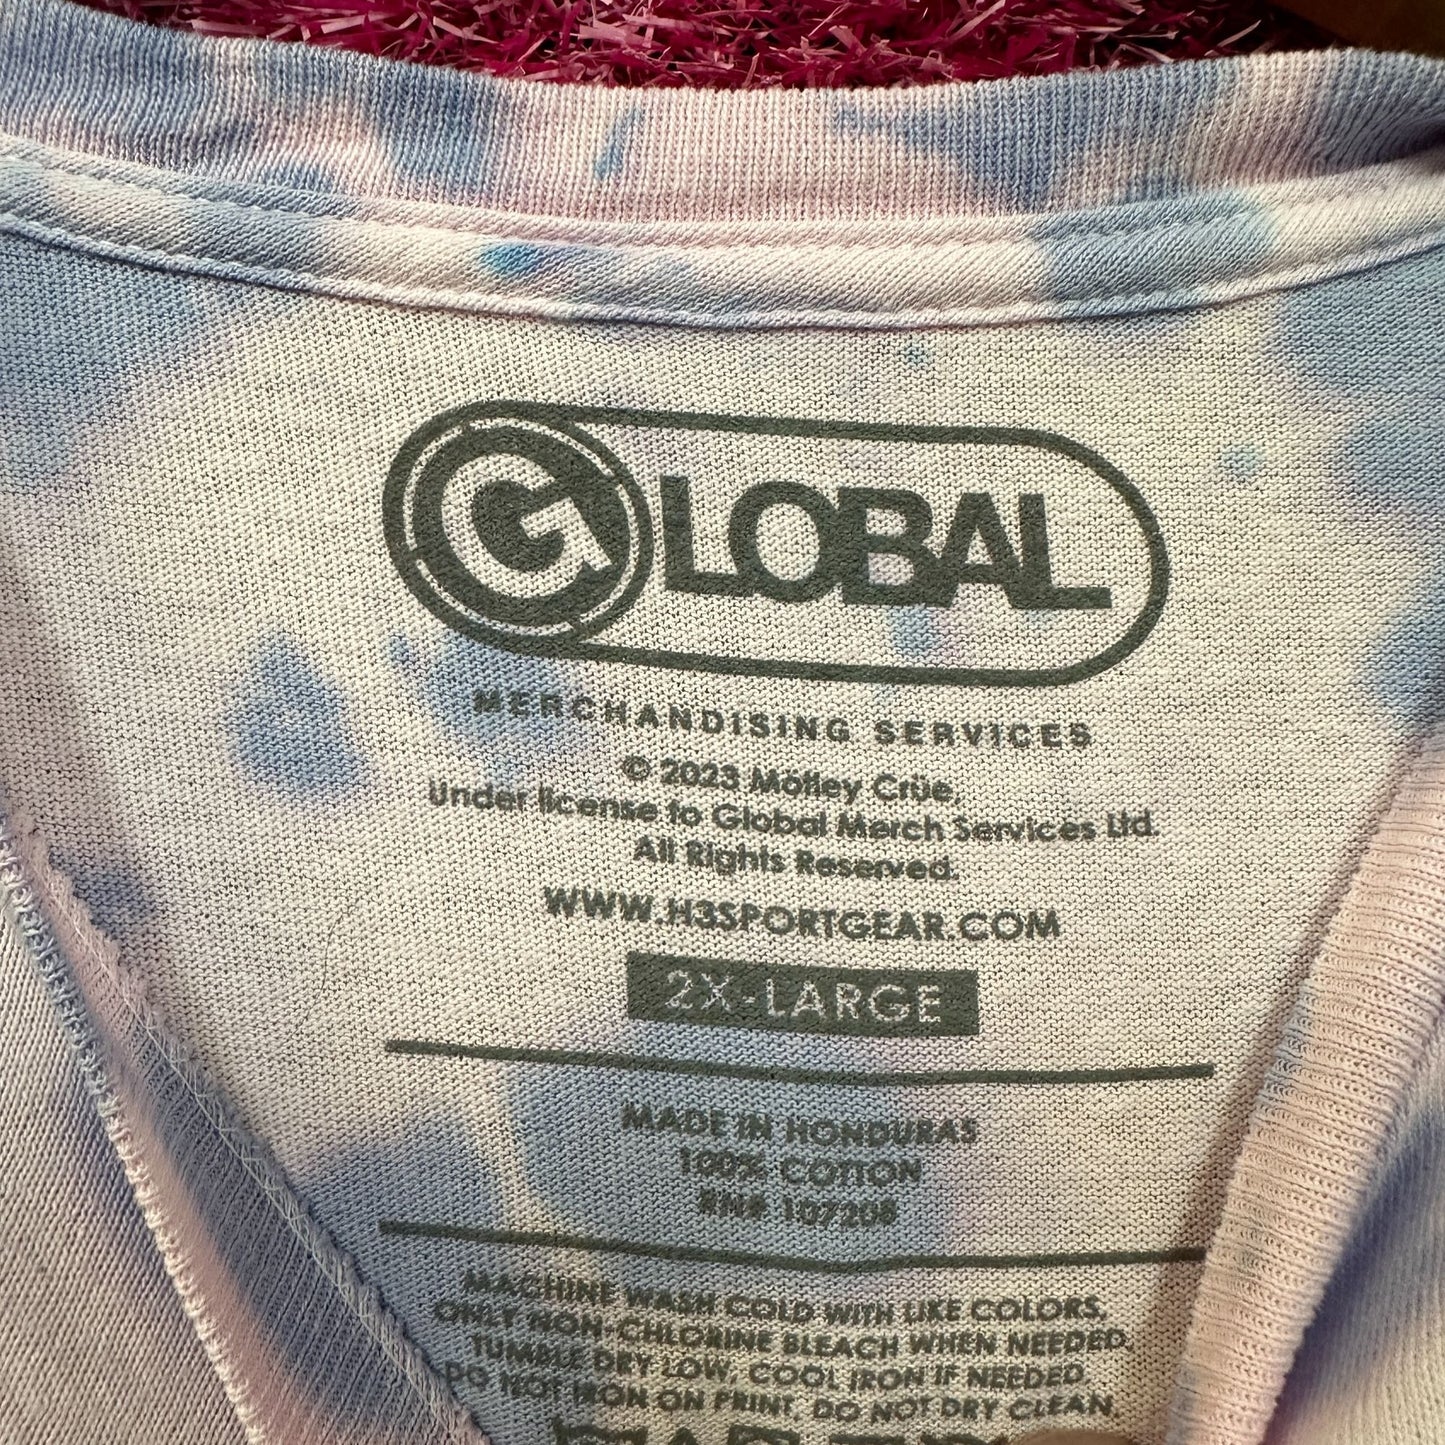 GLOBAL
MERCHANDISING SERVICES
© 2023 Mötley Crüe,
Under license to Global Merch Services Ltd.
All Rights Reserved.
WWW.H3SPORTGEAR.COM
2X-LARGE
MADE IN HONDURAS
100% COTTON
RN# 107208
MACHINE WASH COLD WITH LIKE COLORS.
ONLY NON-CHLORINE BLEACH WHEN NEEDED.
TUMBLE DRY LOW, COOL IRON IF NEEDED
DO NOT IRON ON PRINT, DO NOT DRY CLEAN.